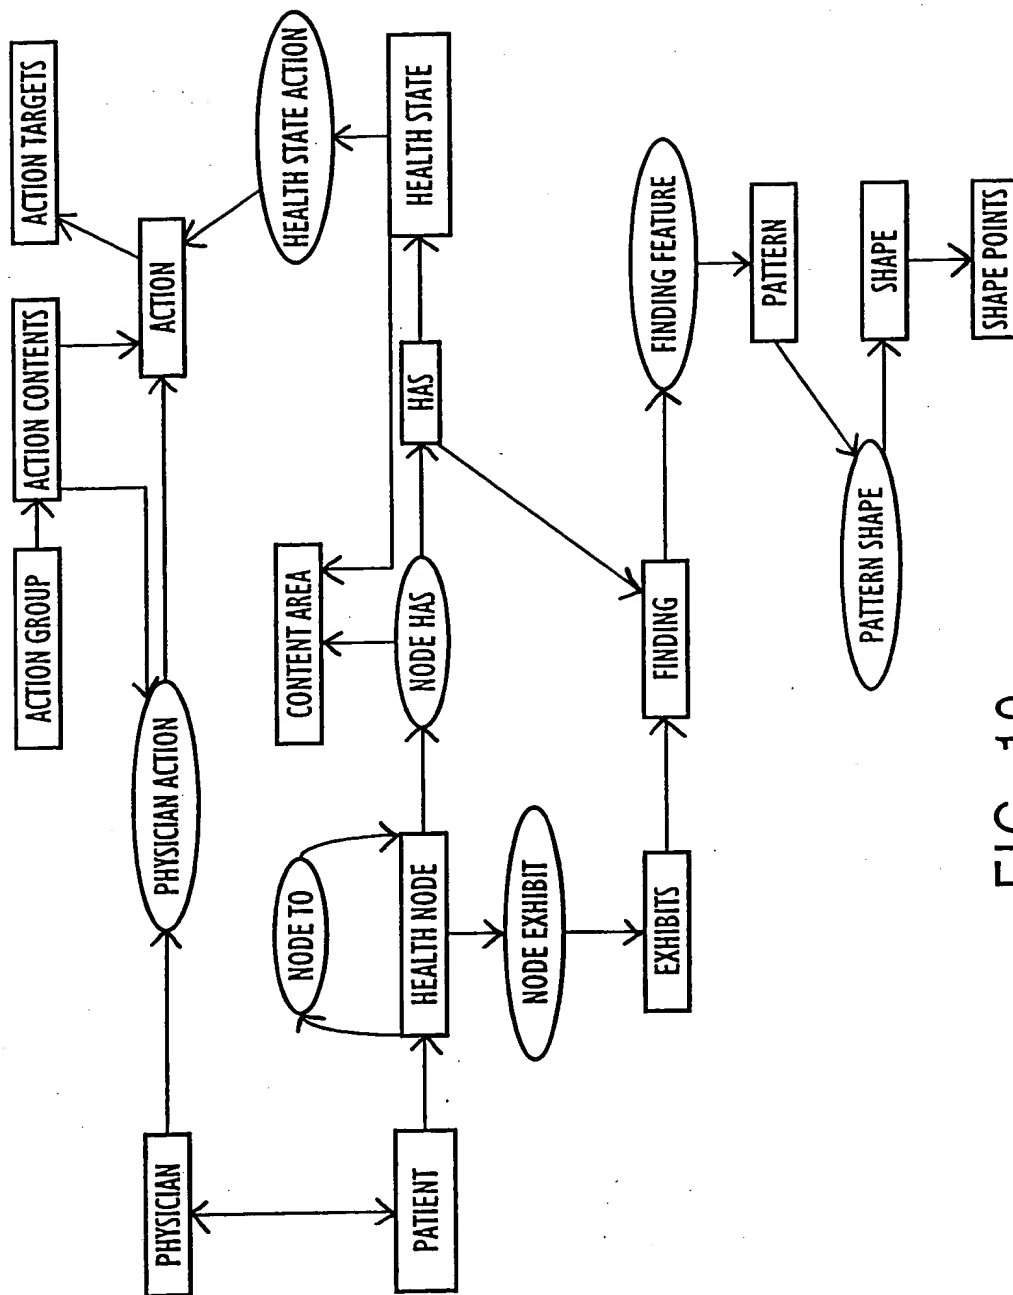 ACTION GROUP
ACTION CONTENTS
ACTION TARGETS
PHYSICIAN
PHYSICIAN ACTION
ACTION
NODE TO
CONTENT AREA
HEALTH STATE ACTION
PATIENT
HEALTH NODE
NODE HAS
HAS
HEALTH STATE
NODE EXHIBIT
EXHIBITS
FINDING
FINDING FEATURE
PATTERN
PATTERN SHAPE
SHAPE
SHAPE POINTS
FIG